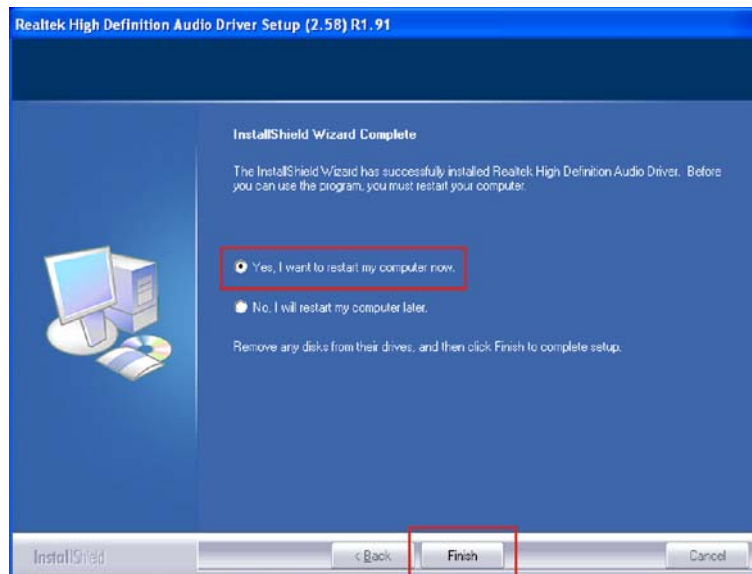 Realtek High Definition Audio Driver Setup (2.58) R1.91
InstallShield Wizard Complete
The InstallShield Wizard has successfully installed Realtek High Definition Audio Driver. Before
you can use the program, you must restart your computer.
Yes, I want to restart my computer now.
No, I will restart my computer later.
Remove any disks from their drives, and then click Finish to complete setup.
InstallShield
< Back
Finish
Cancel